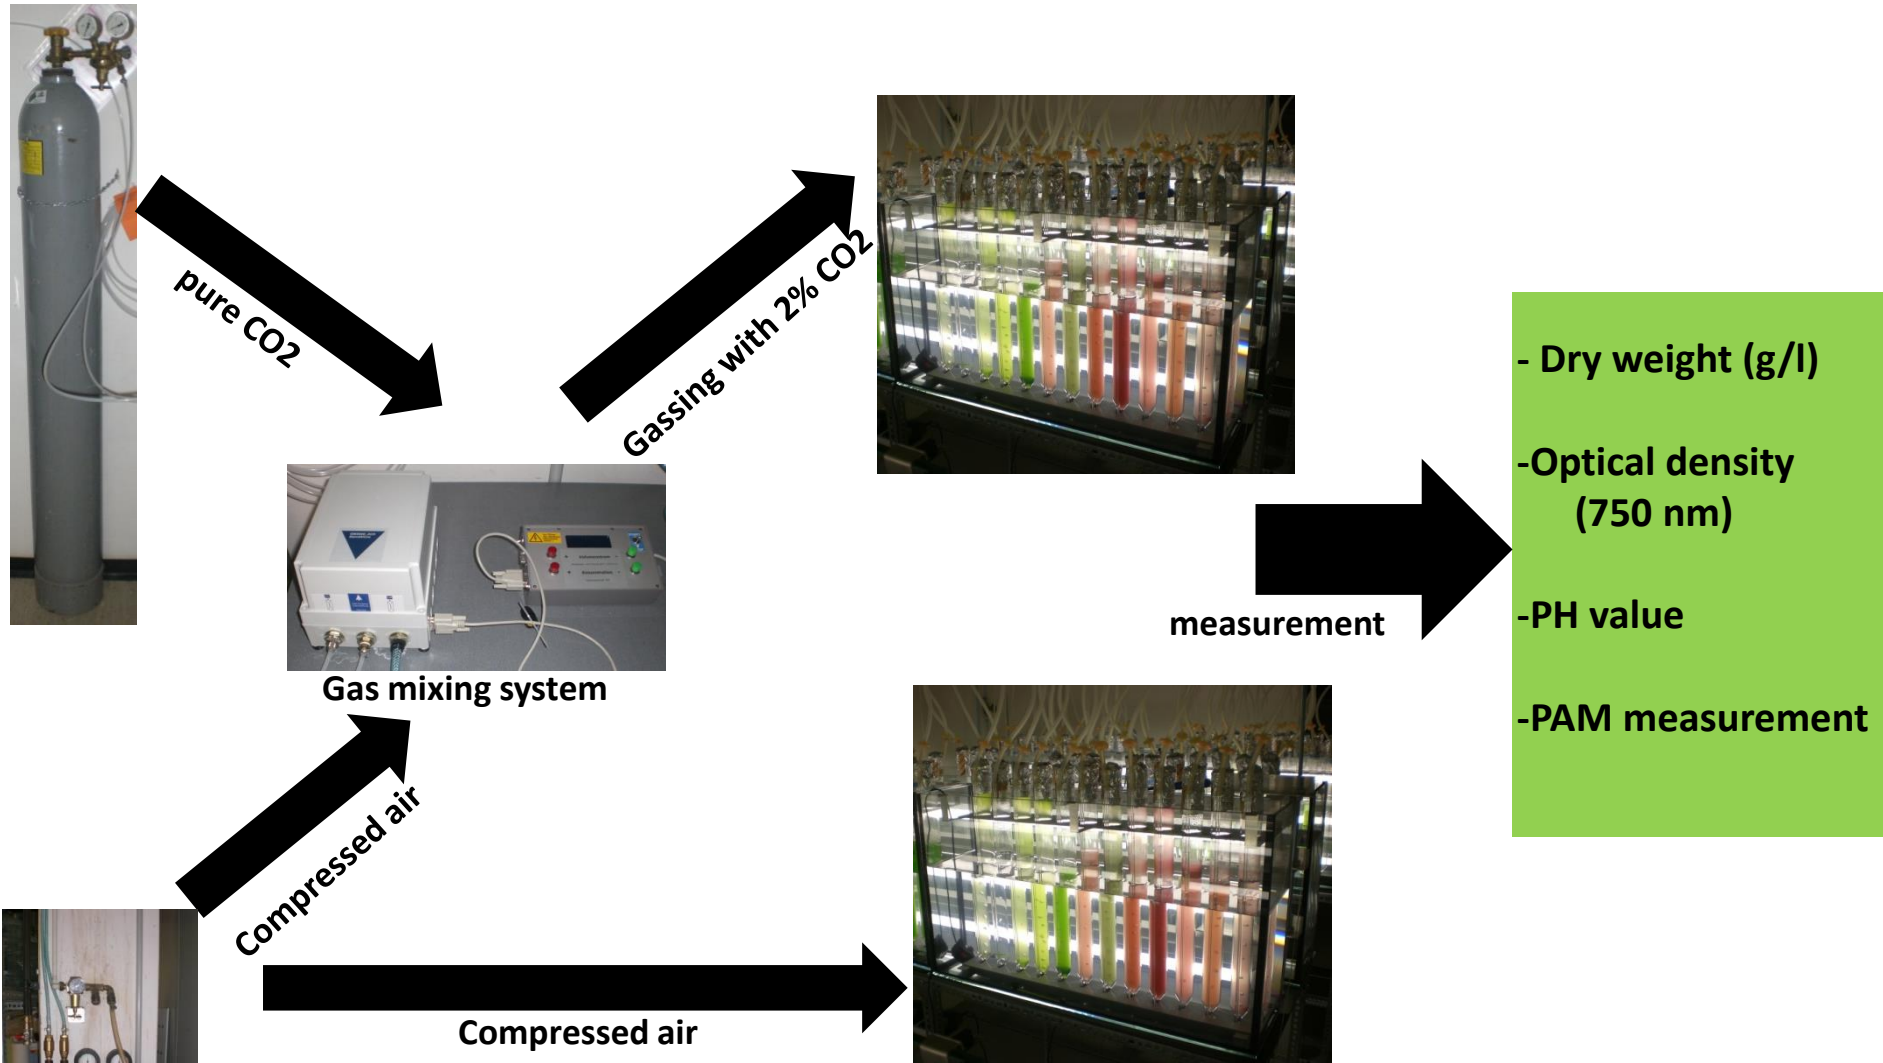 pure CO2
Gassing with 2% CO2
Gas mixing system
Compressed air
Compressed air
measurement
- Dry weight (g/l)
-Optical density
(750 nm)
-PH value
-PAM measurement